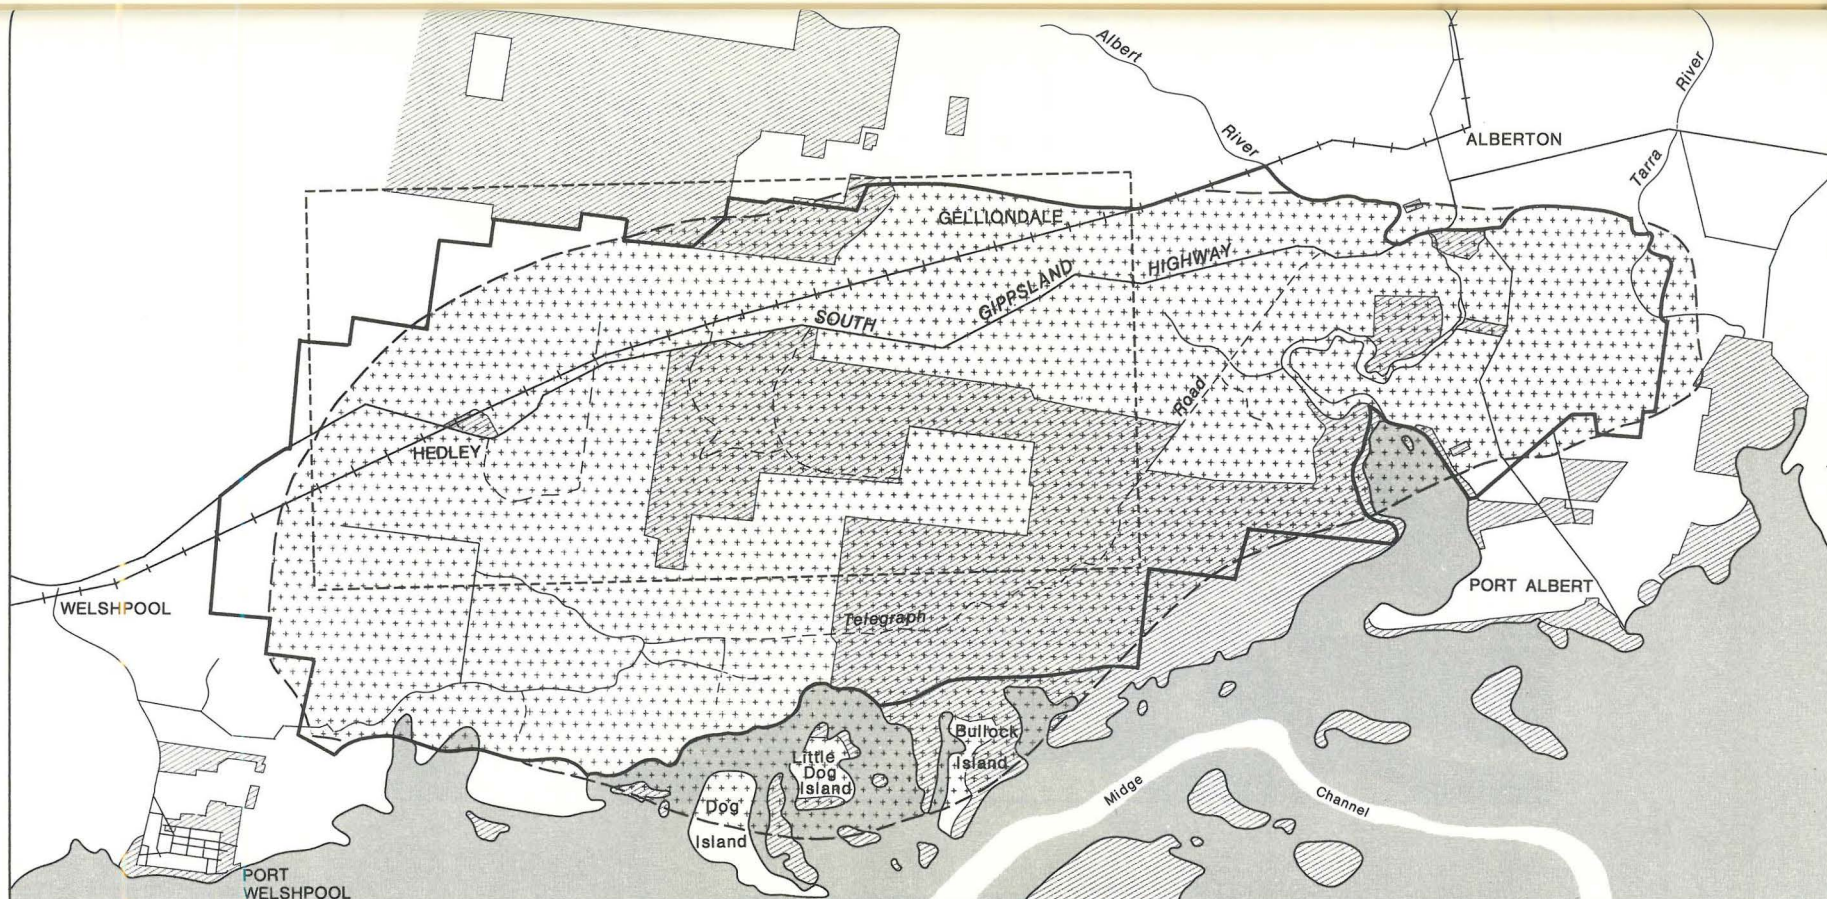 Albert
River
ALBERTON
River
Tarra
GELLIONDALE
HIGHWAY
GIPPSLAND
SOUTH
Road
HEDLEY
WELSHPOOL
PORT ALBERT
Telegraph
Bullock
Island
Little
Dog
Island
Dog
Island
Midge
Channel
PORT
WELSHPOOL